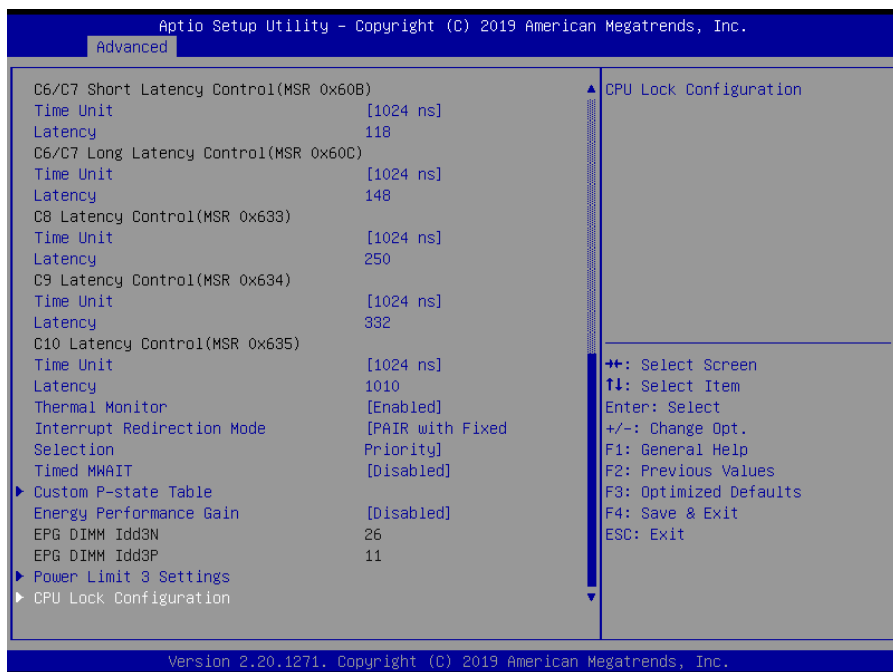 Aptio Setup Utility – Copyright (C) 2019 American Megatrends, Inc.
Advanced
C6/C7 Short Latency Control(MSR 0x60B)
Time Unit [1024 ns]
Latency 118
C6/C7 Long Latency Control(MSR 0x60C)
Time Unit [1024 ns]
Latency 148
C8 Latency Control(MSR 0x633)
Time Unit [1024 ns]
Latency 250
C9 Latency Control(MSR 0x634)
Time Unit [1024 ns]
Latency 332
C10 Latency Control(MSR 0x635)
Time Unit [1024 ns]
Latency 1010
Thermal Monitor [Enabled]
Interrupt Redirection Mode [PAIR with Fixed
Selection Priority]
Timed MWAIT [Disabled]
Custom P-state Table
Energy Performance Gain [Disabled]
EPG DIMM Idd3N 26
EPG DIMM Idd3P 11
Power Limit 3 Settings
CPU Lock Configuration
CPU Lock Configuration
→←: Select Screen
↑↓: Select Item
Enter: Select
+/-: Change Opt.
F1: General Help
F2: Previous Values
F3: Optimized Defaults
F4: Save & Exit
ESC: Exit
Version 2.20.1271. Copyright (C) 2019 American Megatrends, Inc.